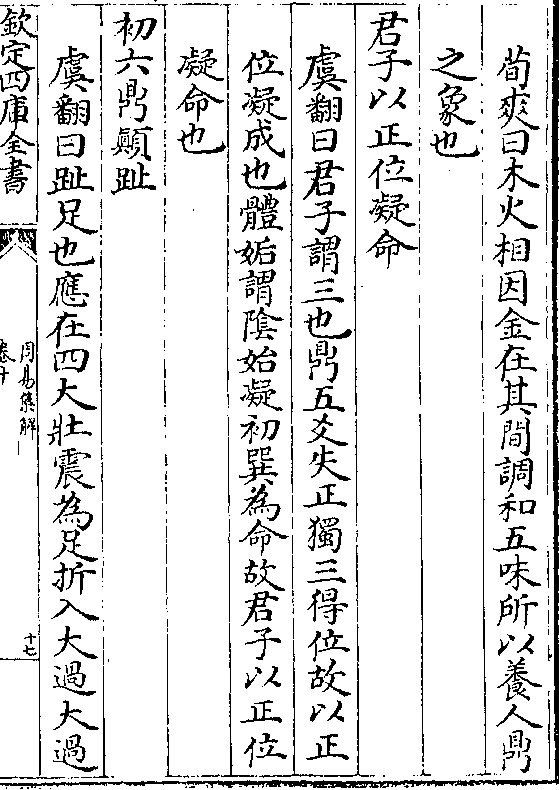 荀爽曰木火相因金在其間調和五味所以養人鼎
之象也
君子以正位凝命
虞翻曰君子謂三也鼎五爻失正獨三得位故以正
位凝成也體姤謂陰始凝初巽為命故君子以正位
凝命也
初六鼎顛趾
虞翻曰趾足也應在四大壯震為足折入大過大過
欽定四庫全書
周易集解
卷十
十七